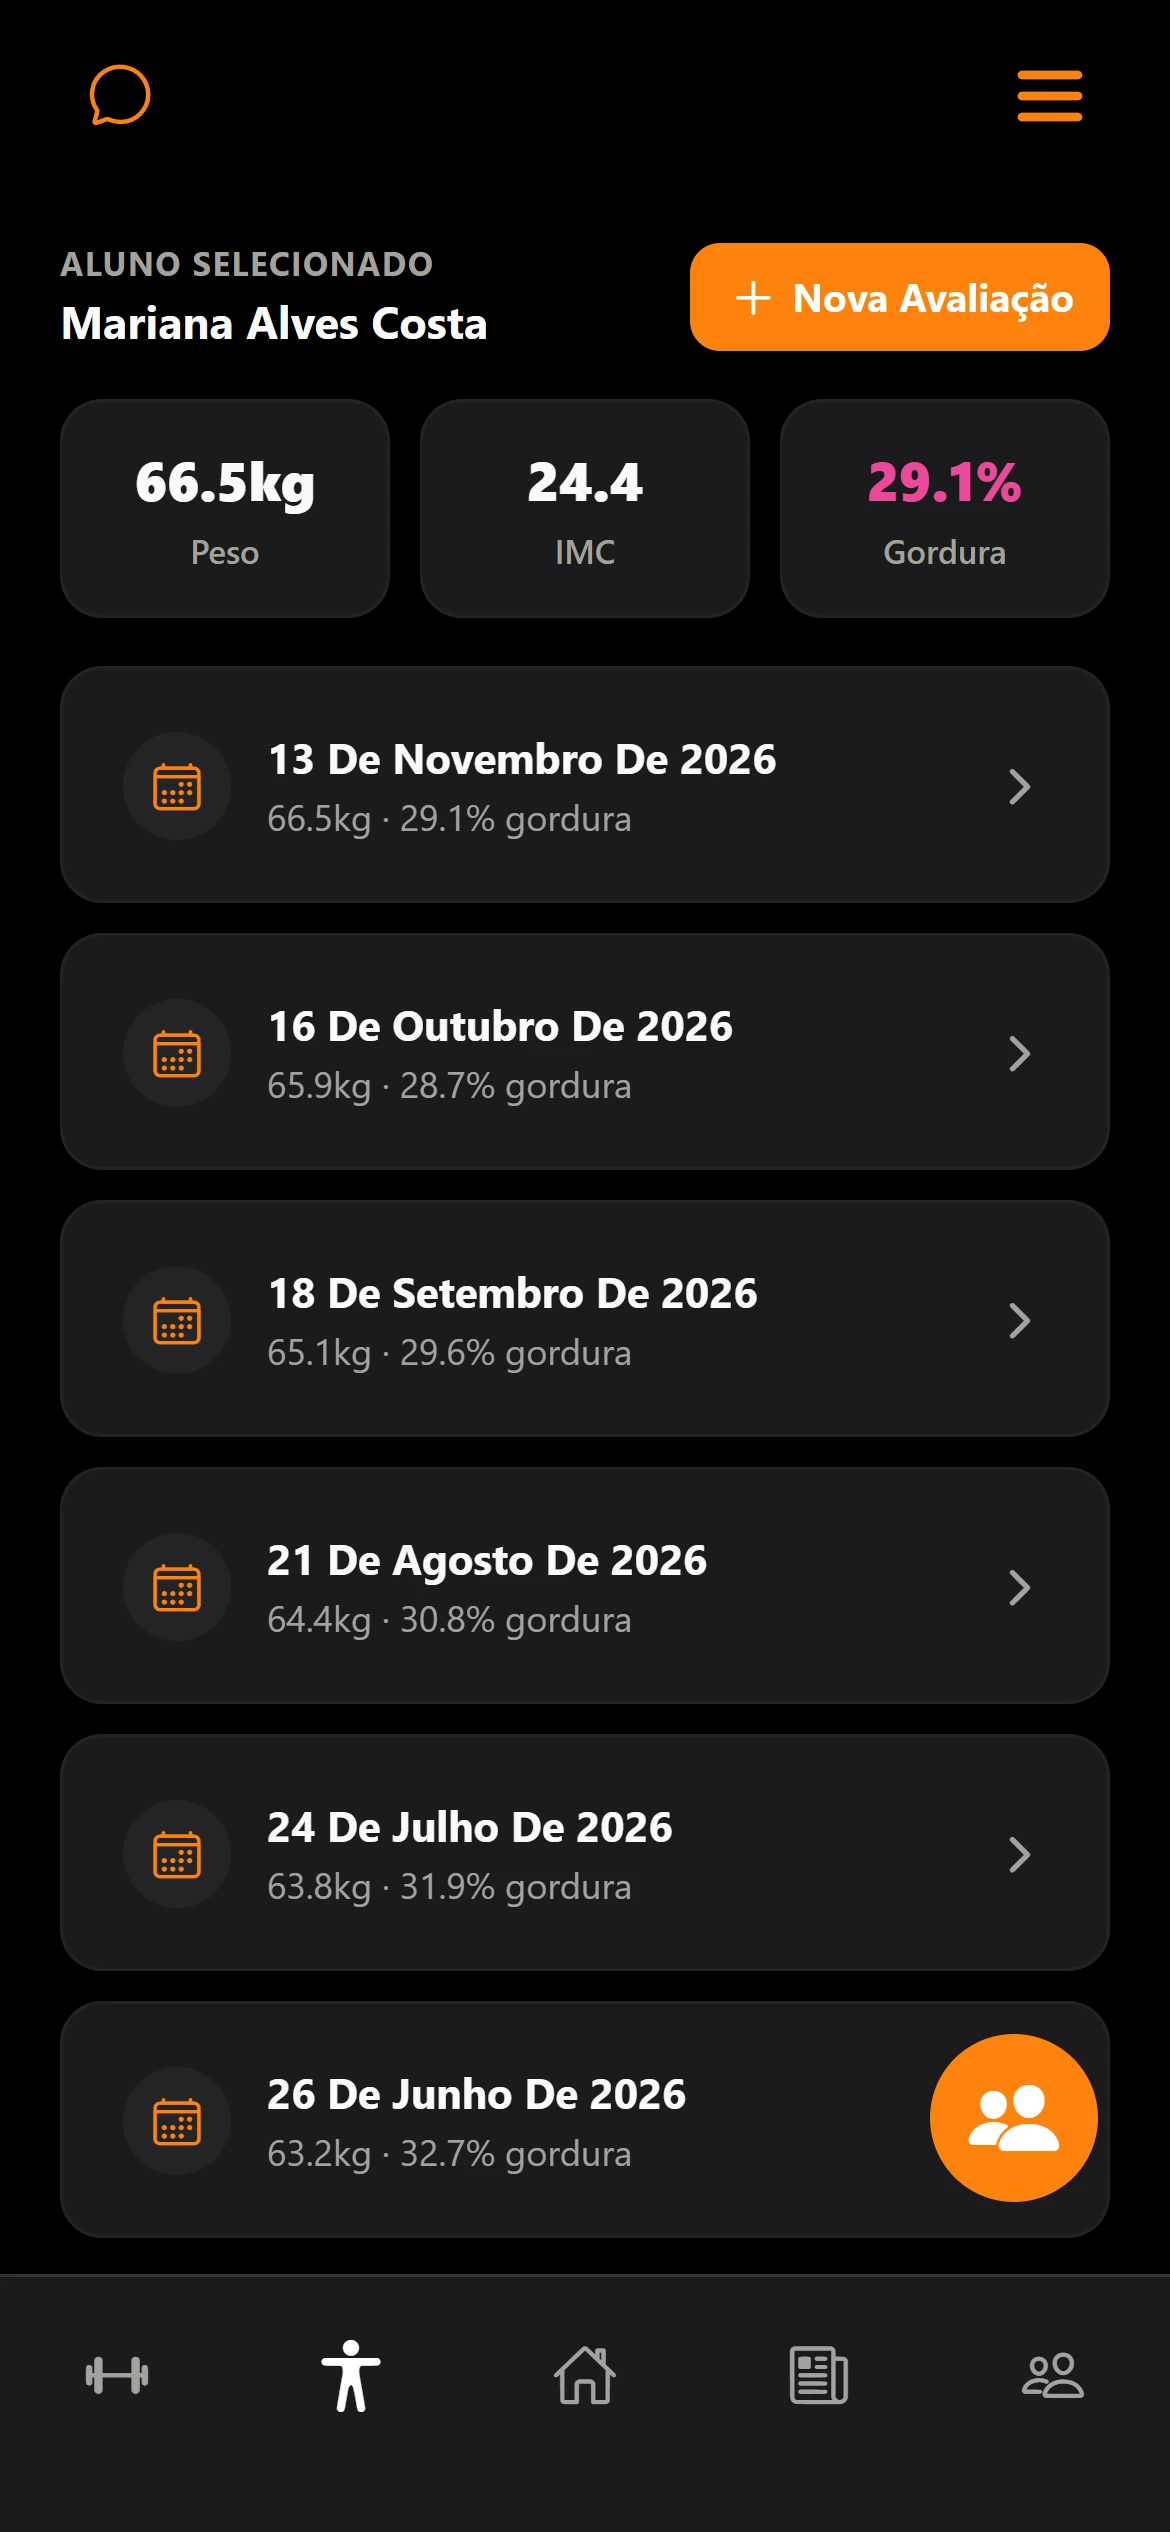 ALUNO SELECIONADO
Mariana Alves Costa
Nova Avaliação
66.5kg
Peso
24.4
IMC
29.1%
Gordura
13 De Novembro De 2026
66.5kg · 29.1% gordura
16 De Outubro De 2026
65.9kg · 28.7% gordura
18 De Setembro De 2026
65.1kg · 29.6% gordura
21 De Agosto De 2026
64.4kg · 30.8% gordura
24 De Julho De 2026
63.8kg · 31.9% gordura
26 De Junho De 2026
63.2kg · 32.7% gordura